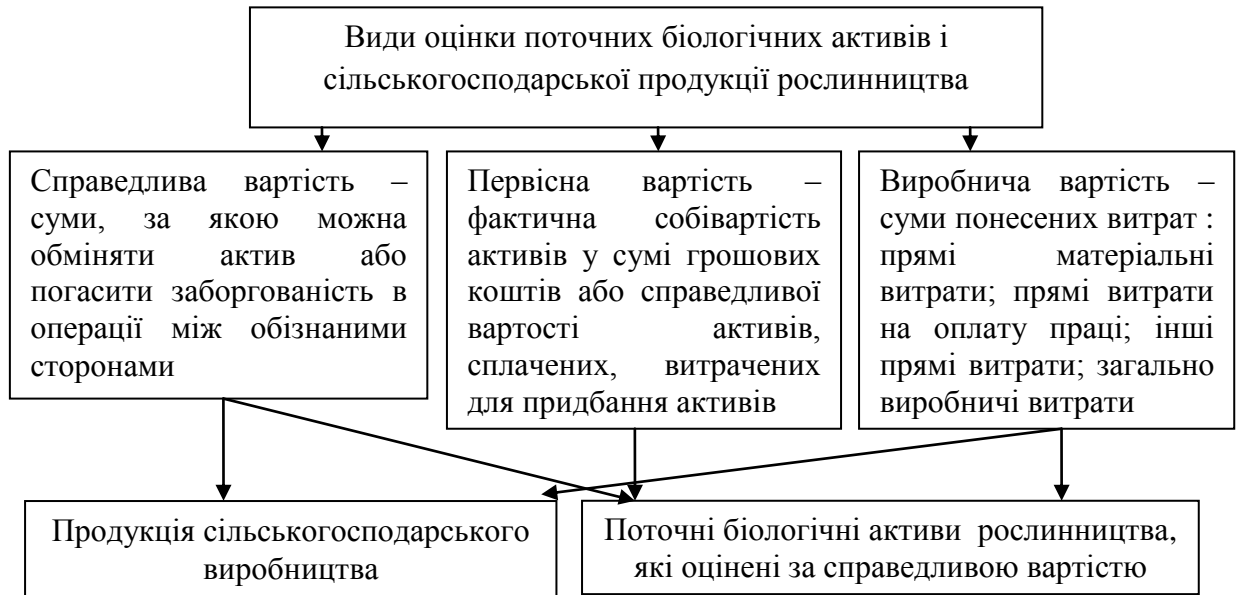 Види оцінки поточних біологічних активів і
сільськогосподарської продукції рослинництва
Справедлива вартість –
суми, за якою можна
обміняти актив або
погасити заборгованість в
операції між обізнаними
сторонами
Первісна вартість –
фактична собівартість
активів у сумі грошових
коштів або справедливої
вартості активів,
сплачених, витрачених
для придбання активів
Виробнича вартість –
суми понесених витрат :
прямі матеріальні
витрати; прямі витрати
на оплату праці; інші
прямі витрати; загально
виробничі витрати
Продукція сільськогосподарського
виробництва
Поточні біологічні активи рослинництва,
які оцінені за справедливою вартістю